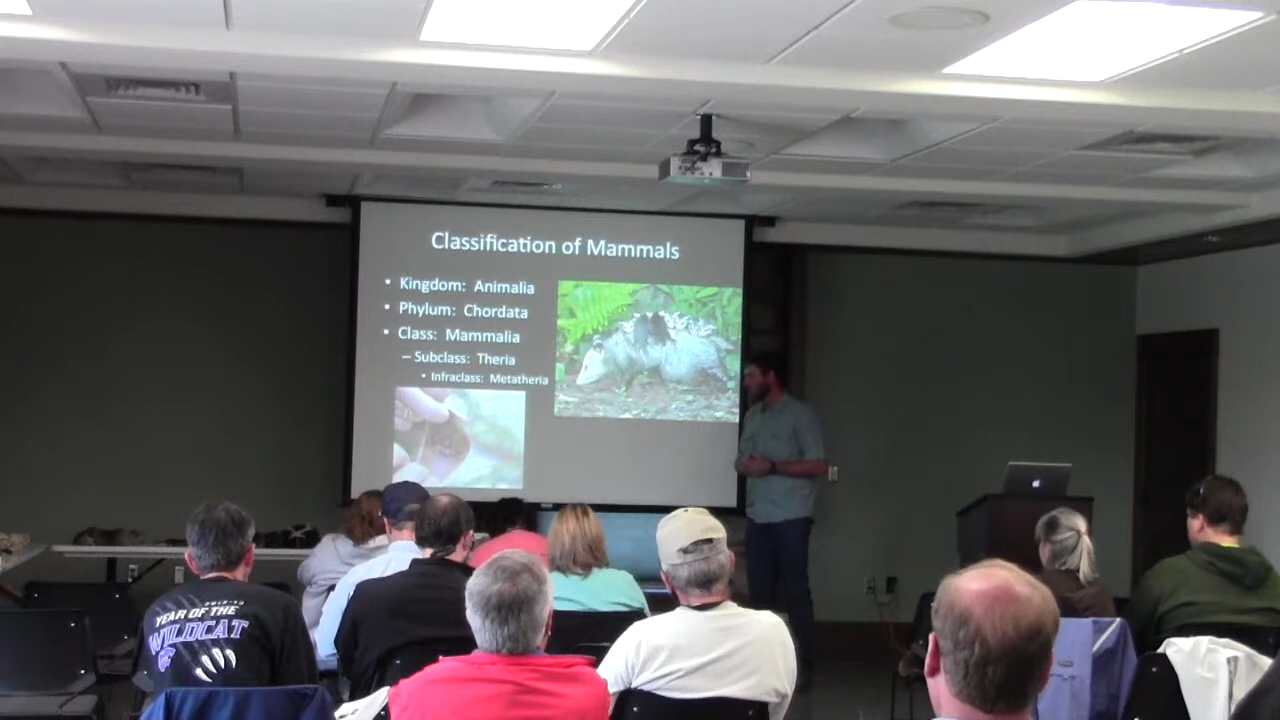 Classification of Mammals
• Kingdom: Animalia
• Phylum: Chordata
• Class: Mammalia
– Subclass: Theria
• Infraclass: Metatheria
YEAR OF THE
WILDCAT